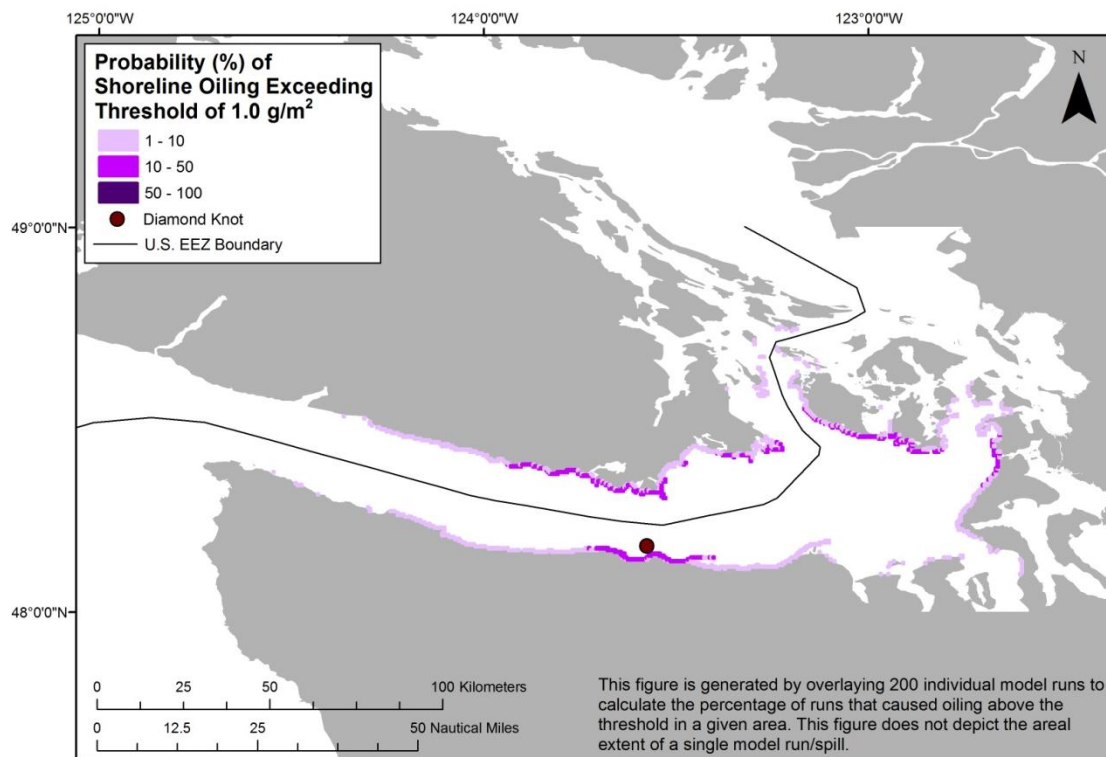 125°0'0"W 124°0'0"W 123°0'0"W
Probability (%) of
Shoreline Oiling Exceeding
Threshold of 1.0 g/m²
1 - 10
10 - 50
50 - 100
Diamond Knot
U.S. EEZ Boundary
N
49°0'0"N
48°0'0"N
0 25 50 100 Kilometers
0 12.5 25 50 Nautical Miles
This figure is generated by overlaying 200 individual model runs to
calculate the percentage of runs that caused oiling above the
threshold in a given area. This figure does not depict the areal
extent of a single model run/spill.